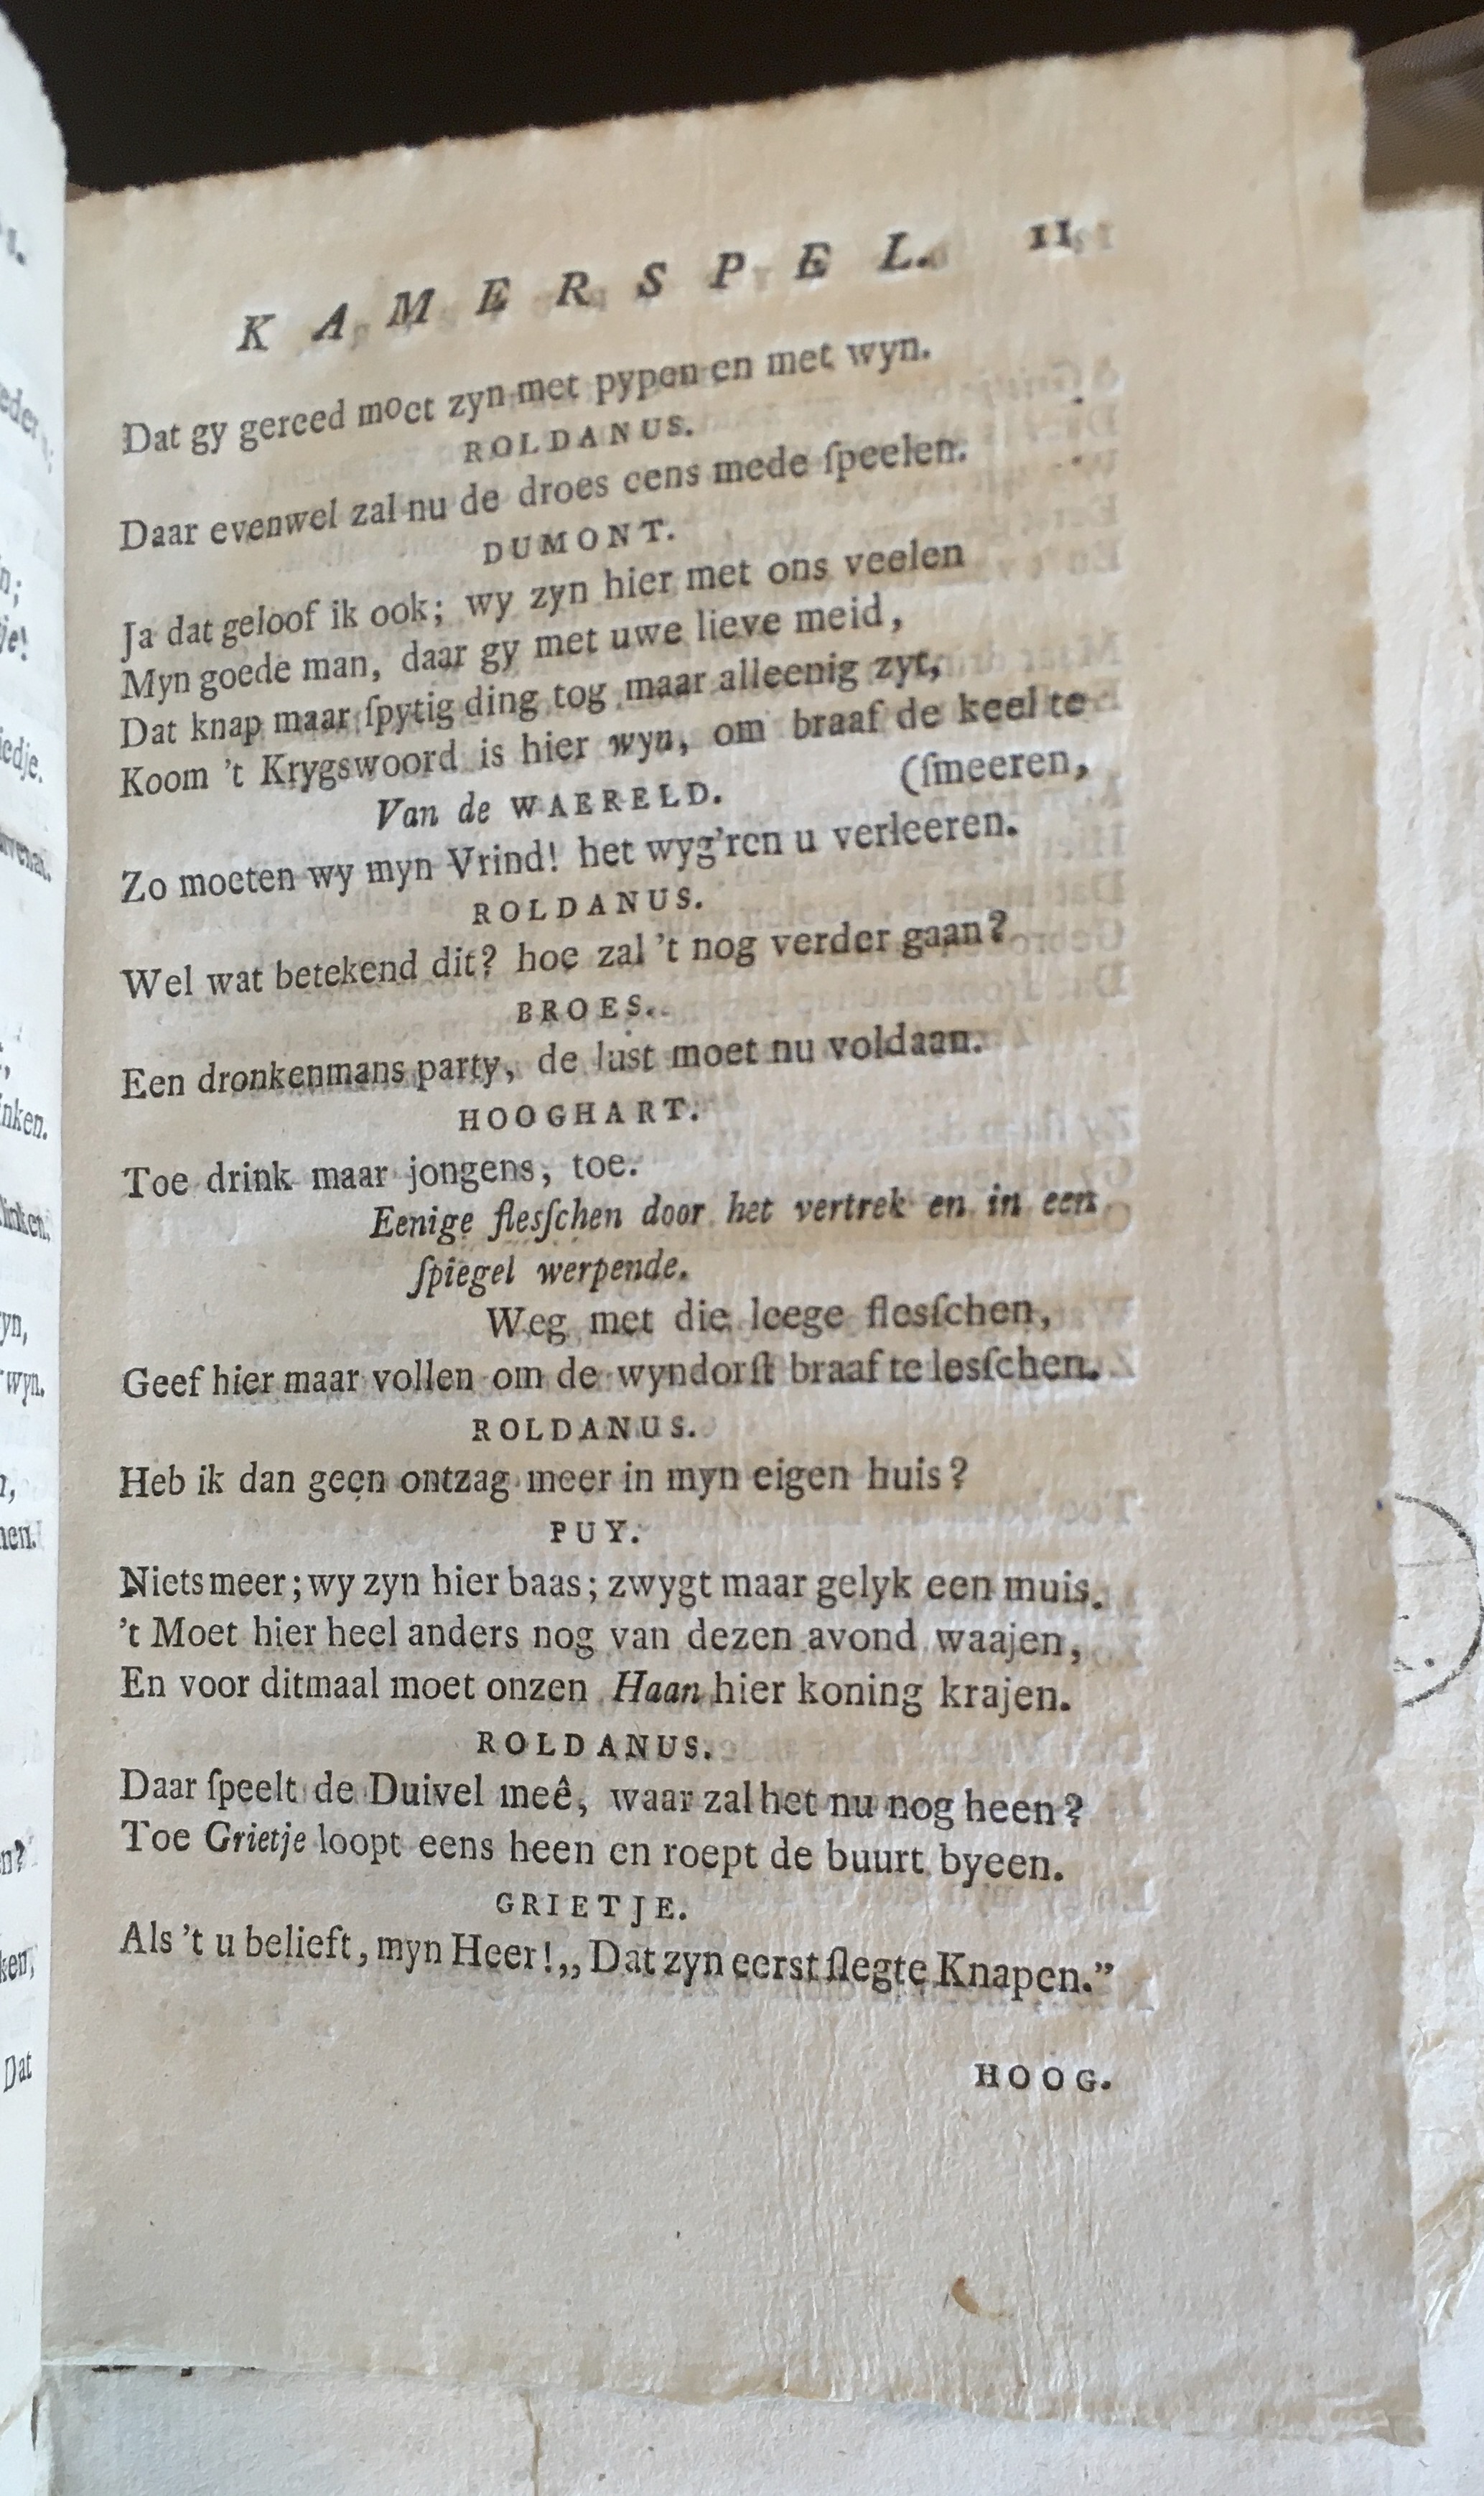 KAMERSPEL. 11
Dat gy gereed moet zyn met pypen en met wyn.
ROLDANUS.
Daar evenwel zal nu de droes eens mede ſpeelen.
DUMONT.
Ja dat geloof ik ook; wy zyn hier met ons veelen
Myn goede man, daar gy met uwe lieve meid,
Dat knap maar ſpytig ding tog maar alleenig zyt,
Koom 't Krygswoord is hier wyn, om braaf de keel te
(ſmeeren,
Van de WAERELD.
Zo moeten wy myn Vrind! het wyg'ren u verleeren.
ROLDANUS.
Wel wat betekend dit? hoe zal 't nog verder gaan?
BROES.
Een dronkenmans party, de lust moet nu voldaan.
HOOGHART.
Toe drink maar jongens, toe.
Eenige flesſchen door het vertrek en in een
ſpiegel werpende.
Weg met die leege flesſchen,
Geef hier maar vollen om de wyndorſt braaf te lesſchen.
ROLDANUS.
Heb ik dan geen ontzag meer in myn eigen huis?
PUY.
Niets meer; wy zyn hier baas; zwygt maar gelyk een muis.
't Moet hier heel anders nog van dezen avond waajen,
En voor ditmaal moet onzen Haan hier koning krajen.
ROLDANUS.
Daar ſpeelt de Duivel meê, waar zal het nu nog heen?
Toe Grietje loopt eens heen en roept de buurt byeen.
GRIETJE.
Als 't u belieft, myn Heer! „ Dat zyn eerst ſlegte Knapen.”
HOOG.